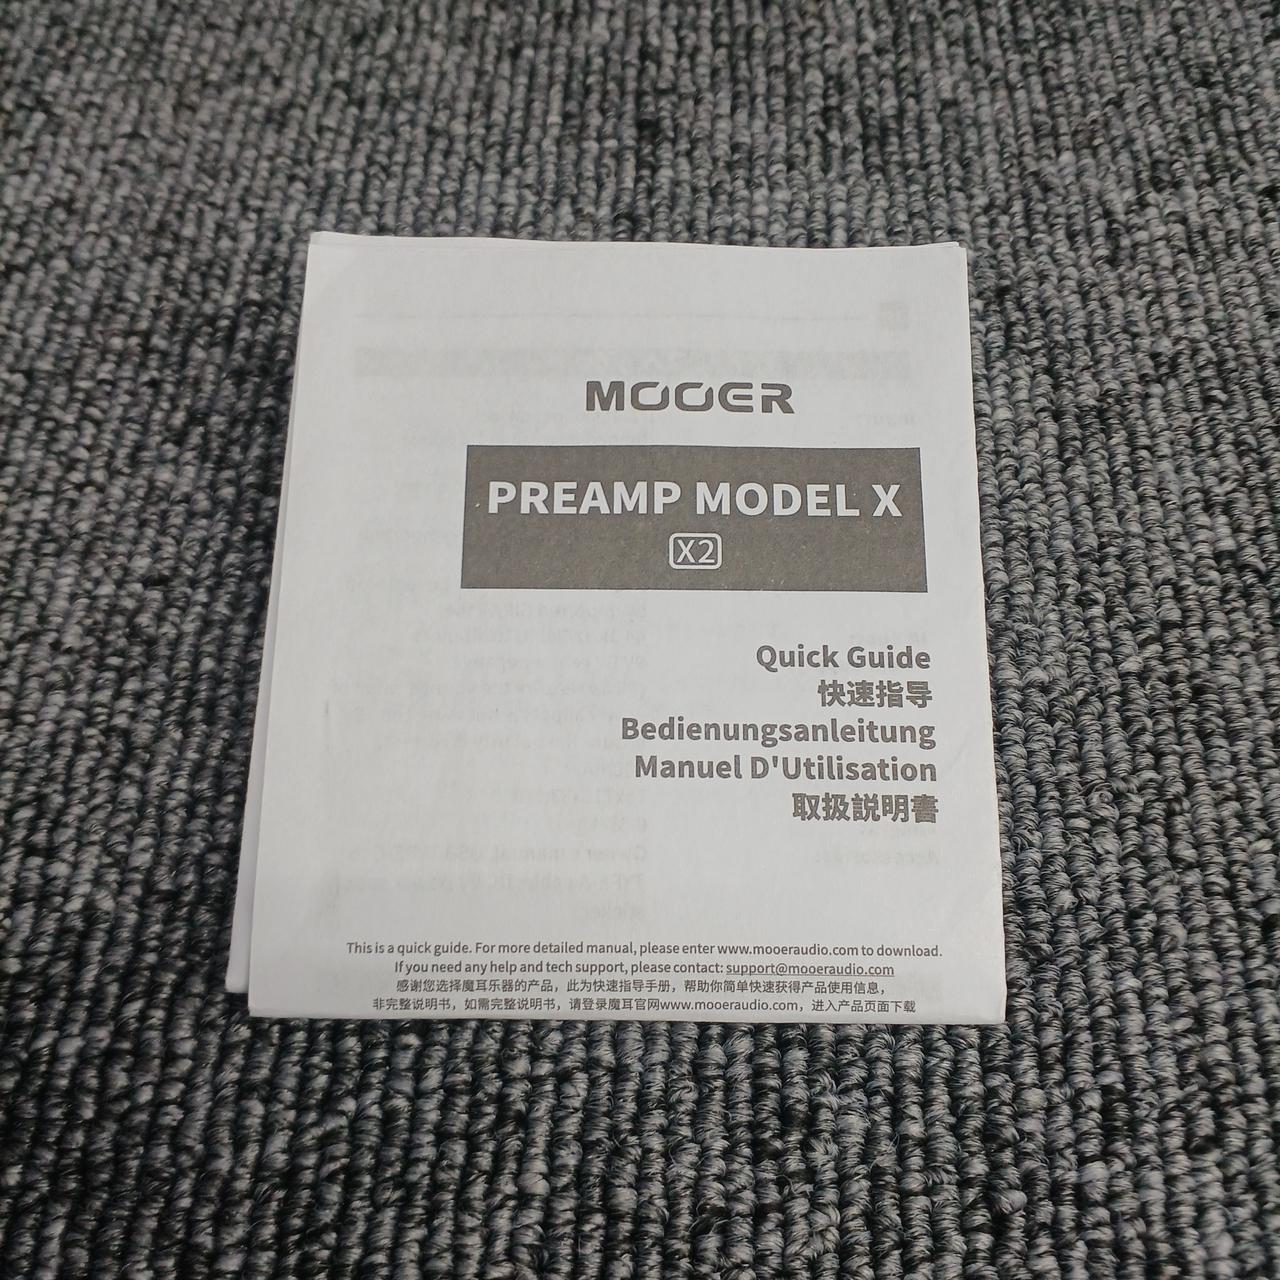 MOOER
PREAMP MODEL X
X2
Quick Guide
快速指导
Bedienungsanleitung
Manuel D'Utilisation
取扱説明書
This is a quick guide. For more detailed manual, please enter www.mooeraudio.com to download.
If you need any help and tech support, please contact: support@mooeraudio.com
感谢您选择魔耳乐器的产品，此为快速指导手册，帮助你简单快速获得产品使用信息，
非完整说明书，如需完整说明书，请登录魔耳官网www.mooeraudio.com，进入产品页面下载